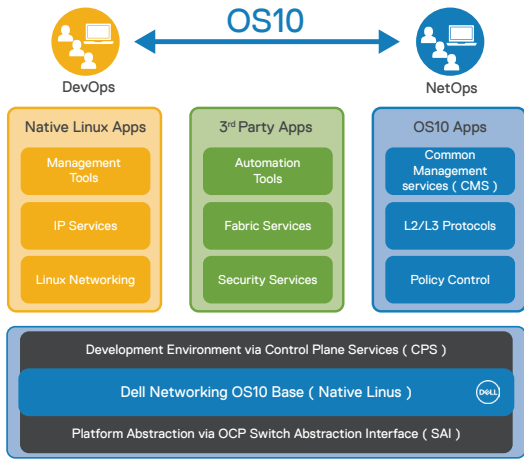 OS10
DevOps
NetOps
Native Linux Apps
Management
Tools
IP Services
Linux Networking
3rd Party Apps
Automation
Tools
Fabric Services
Security Services
OS10 Apps
Common
Management
services ( CMS )
L2/L3 Protocols
Policy Control
Development Environment via Control Plane Services ( CPS )
Dell Networking OS10 Base ( Native Linus )
DELL
Platform Abstraction via OCP Switch Abstraction Interface ( SAI )